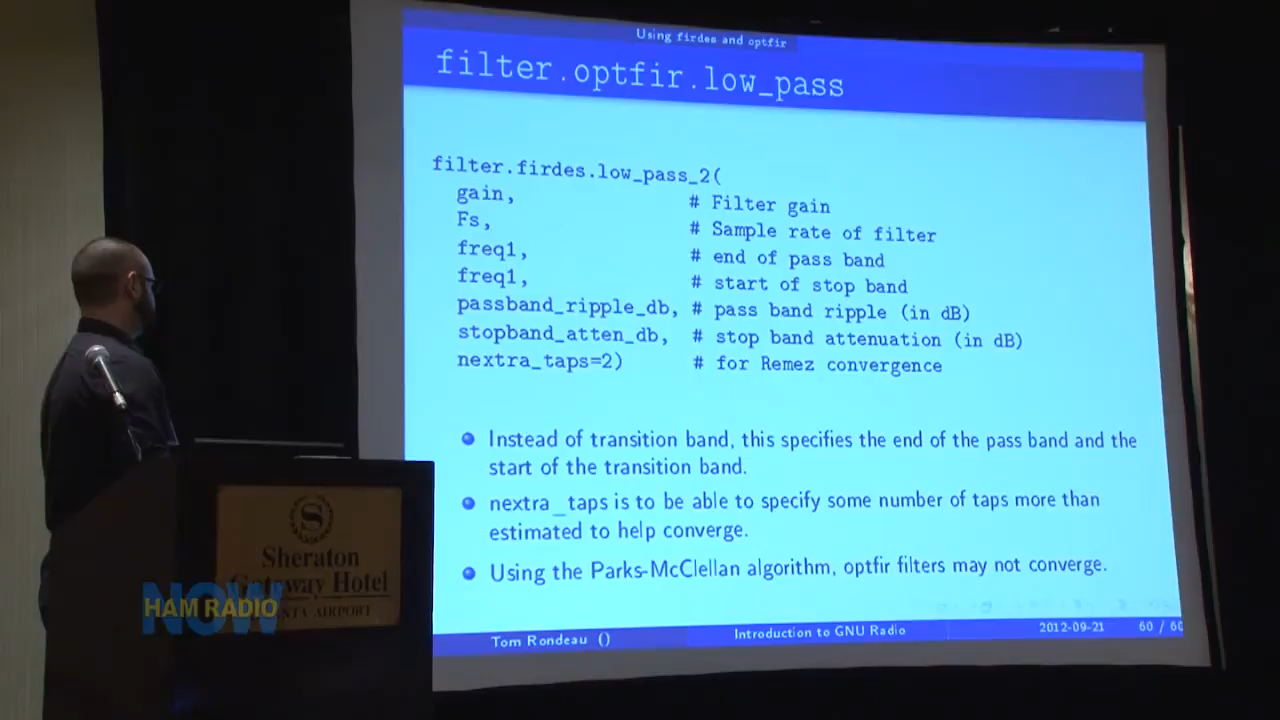 Using firdes and optfir
filter.optfir.low_pass
filter.firdes.low_pass_2(
gain, # Filter gain
Fs, # Sample rate of filter
freq1, # end of pass band
freq1, # start of stop band
passband_ripple_db, # pass band ripple (in dB)
stopband_atten_db, # stop band attenuation (in dB)
nextra_taps=2) # for Remez convergence
Instead of transition band, this specifies the end of the pass band and the
start of the transition band.
nextra_taps is to be able to specify some number of taps more than
estimated to help converge.
Using the Parks-McClellan algorithm, optfir filters may not converge.
Tom Rondeau () Introduction to GNU Radio 2012-09-21 60 / 60
S
Sheraton
Gateway Hotel
AIRPORT
NOW
HAM RADIO